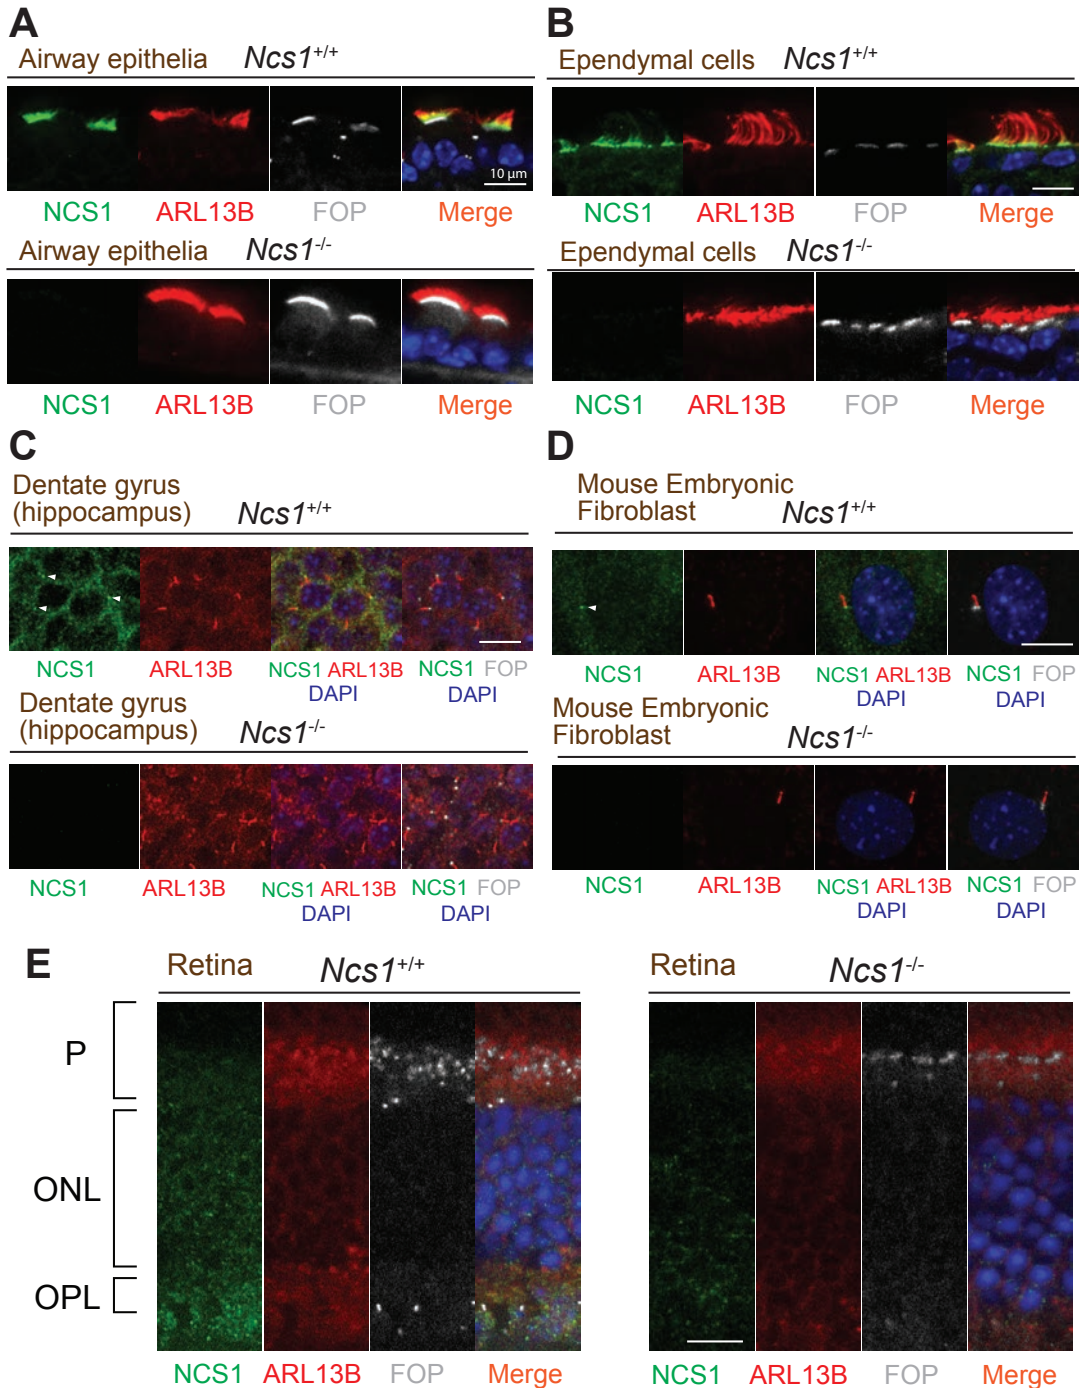 A
Airway epithelia Ncs1+/+
10 µm
NCS1 ARL13B FOP Merge
Airway epithelia Ncs1-/-
NCS1 ARL13B FOP Merge
B
Ependymal cells Ncs1+/+
NCS1 ARL13B FOP Merge
Ependymal cells Ncs1-/-
NCS1 ARL13B FOP Merge
C
Dentate gyrus
(hippocampus) Ncs1+/+
NCS1 ARL13B NCS1 ARL13B NCS1 FOP
DAPI DAPI
Dentate gyrus
(hippocampus) Ncs1-/-
NCS1 ARL13B NCS1 ARL13B NCS1 FOP
DAPI DAPI
D
Mouse Embryonic
Fibroblast Ncs1+/+
NCS1 ARL13B NCS1 ARL13B NCS1 FOP
DAPI DAPI
Mouse Embryonic
Fibroblast Ncs1-/-
NCS1 ARL13B NCS1 ARL13B NCS1 FOP
DAPI DAPI
E
Retina Ncs1+/+
P
ONL
OPL
NCS1 ARL13B FOP Merge
Retina Ncs1-/-
NCS1 ARL13B FOP Merge